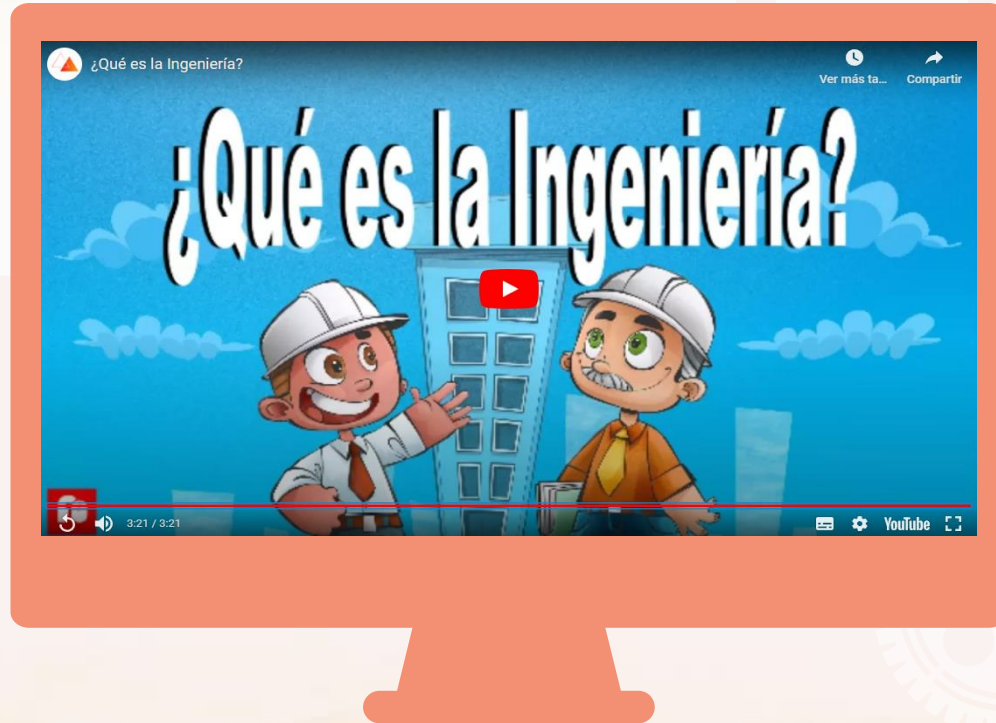 ¿Qué es la Ingeniería?
Ver más ta...
Compartir
¿Qué es la Ingeniería?
3:21 / 3:21
YouTube